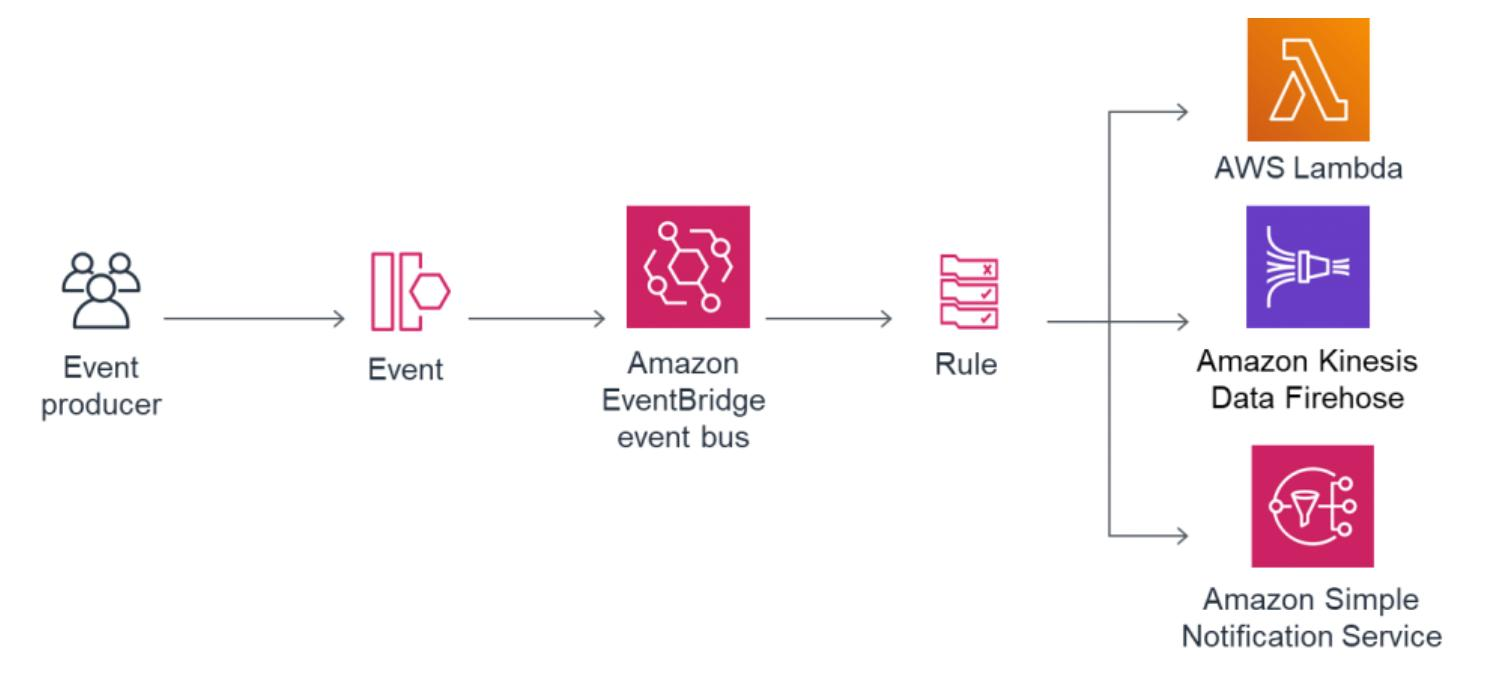 Event
producer
Event
Amazon
EventBridge
event bus
Rule
AWS Lambda
Amazon Kinesis
Data Firehose
Amazon Simple
Notification Service